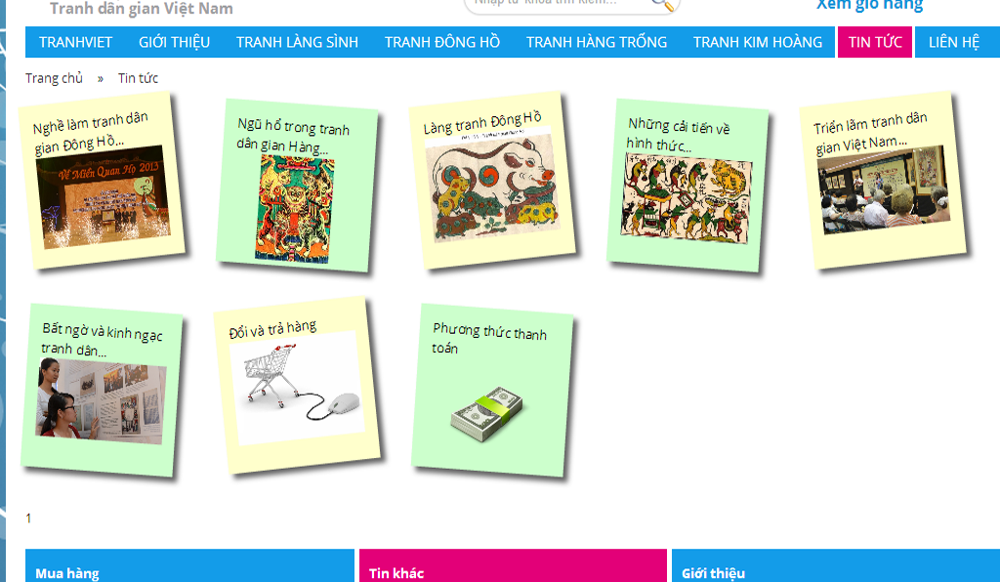 Tranh dân gian Việt Nam
Nhập từ khóa tìm kiếm...
Xem giỏ hàng
TRANHVIET GIỚI THIỆU TRANH LÀNG SÌNH TRANH ĐÔNG HỒ TRANH HÀNG TRỐNG TRANH KIM HOÀNG TIN TỨC LIÊN HỆ
Trang chủ » Tin tức
Nghề làm tranh dân
gian Đông Hồ...
Về Miền Quan Họ 2013
Ngũ hổ trong tranh
dân gian Hàng...
Làng tranh Đông Hồ
Những cải tiến về
hình thức...
Triển lãm tranh dân
gian Việt Nam ...
Bất ngờ và kinh ngạc
tranh dân...
Đổi và trả hàng
Phương thức thanh
toán
1
Mua hàng
Tin khác
Giới thiệu